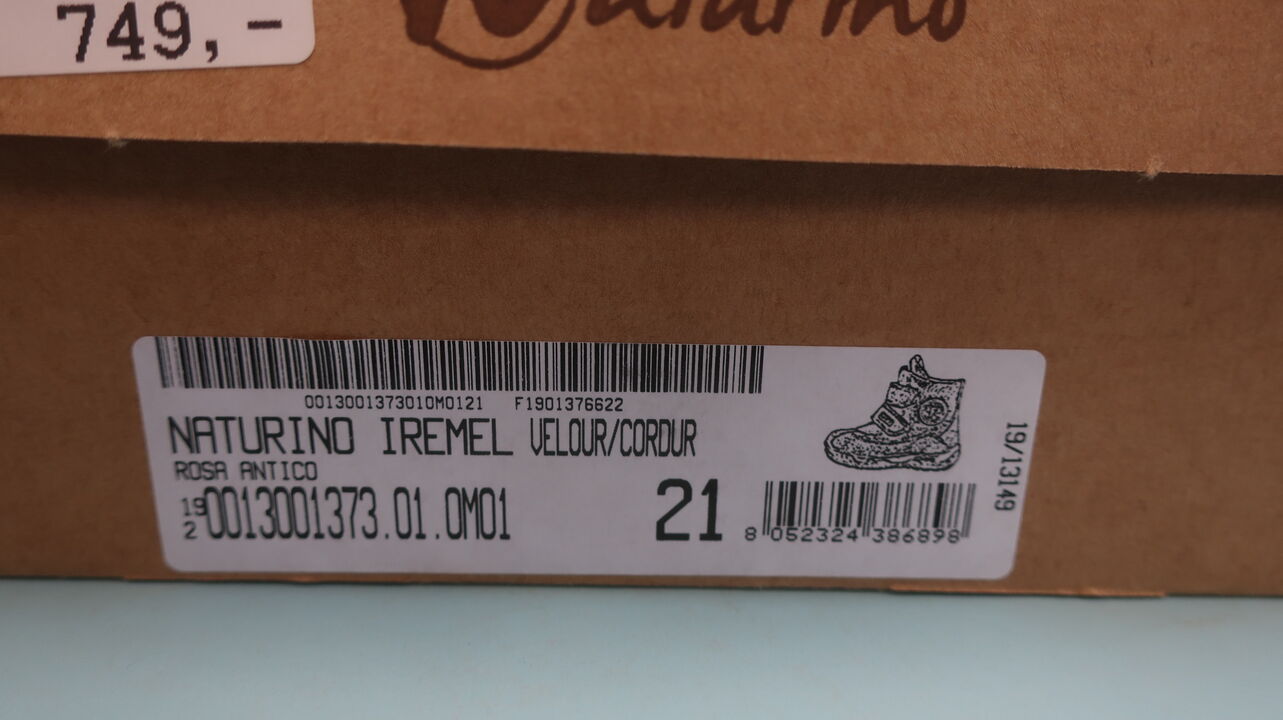 749,-
Naturino
0013001373010M0121 F1901376622
NATURINO IREMEL VELOUR/CORDUR
ROSA ANTICO
19
2
0013001373.01.0M01
21
8 052324 386898
19/13149